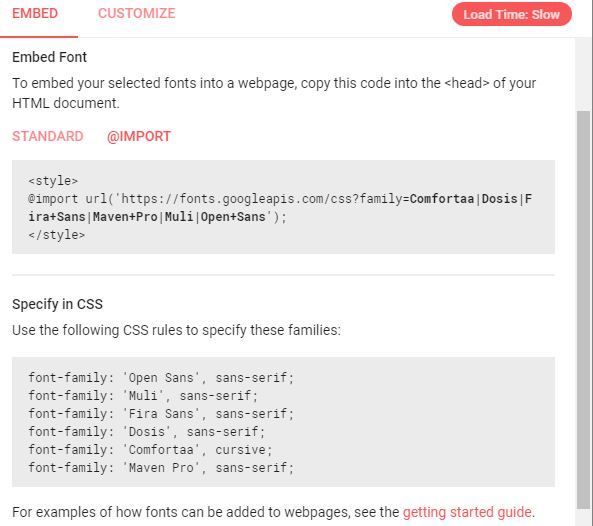 EMBED CUSTOMIZE Load Time: Slow
Embed Font
To embed your selected fonts into a webpage, copy this code into the <head> of your
HTML document.
STANDARD @IMPORT
<style>
@import url('https://fonts.googleapis.com/css?family=Comfortaa|Dosis|F
ira+Sans|Maven+Pro|Muli|Open+Sans');
</style>
Specify in CSS
Use the following CSS rules to specify these families:
font-family: 'Open Sans', sans-serif;
font-family: 'Muli', sans-serif;
font-family: 'Fira Sans', sans-serif;
font-family: 'Dosis', sans-serif;
font-family: 'Comfortaa', cursive;
font-family: 'Maven Pro', sans-serif;
For examples of how fonts can be added to webpages, see the getting started guide.